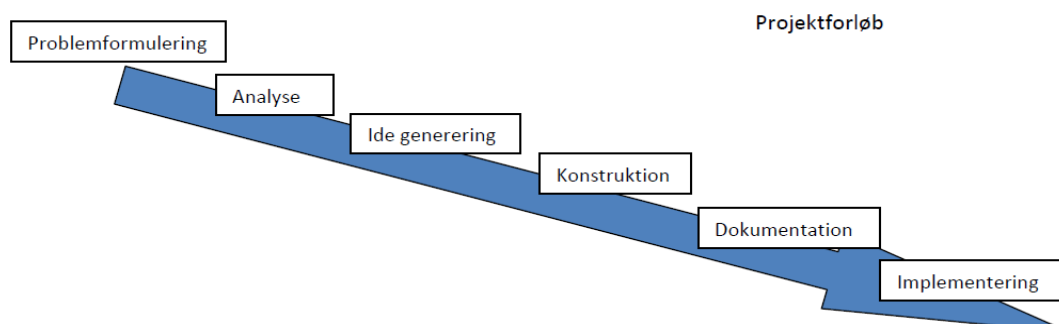 Projektforløb
Problemformulering
Analyse
Ide generering
Konstruktion
Dokumentation
Implementering